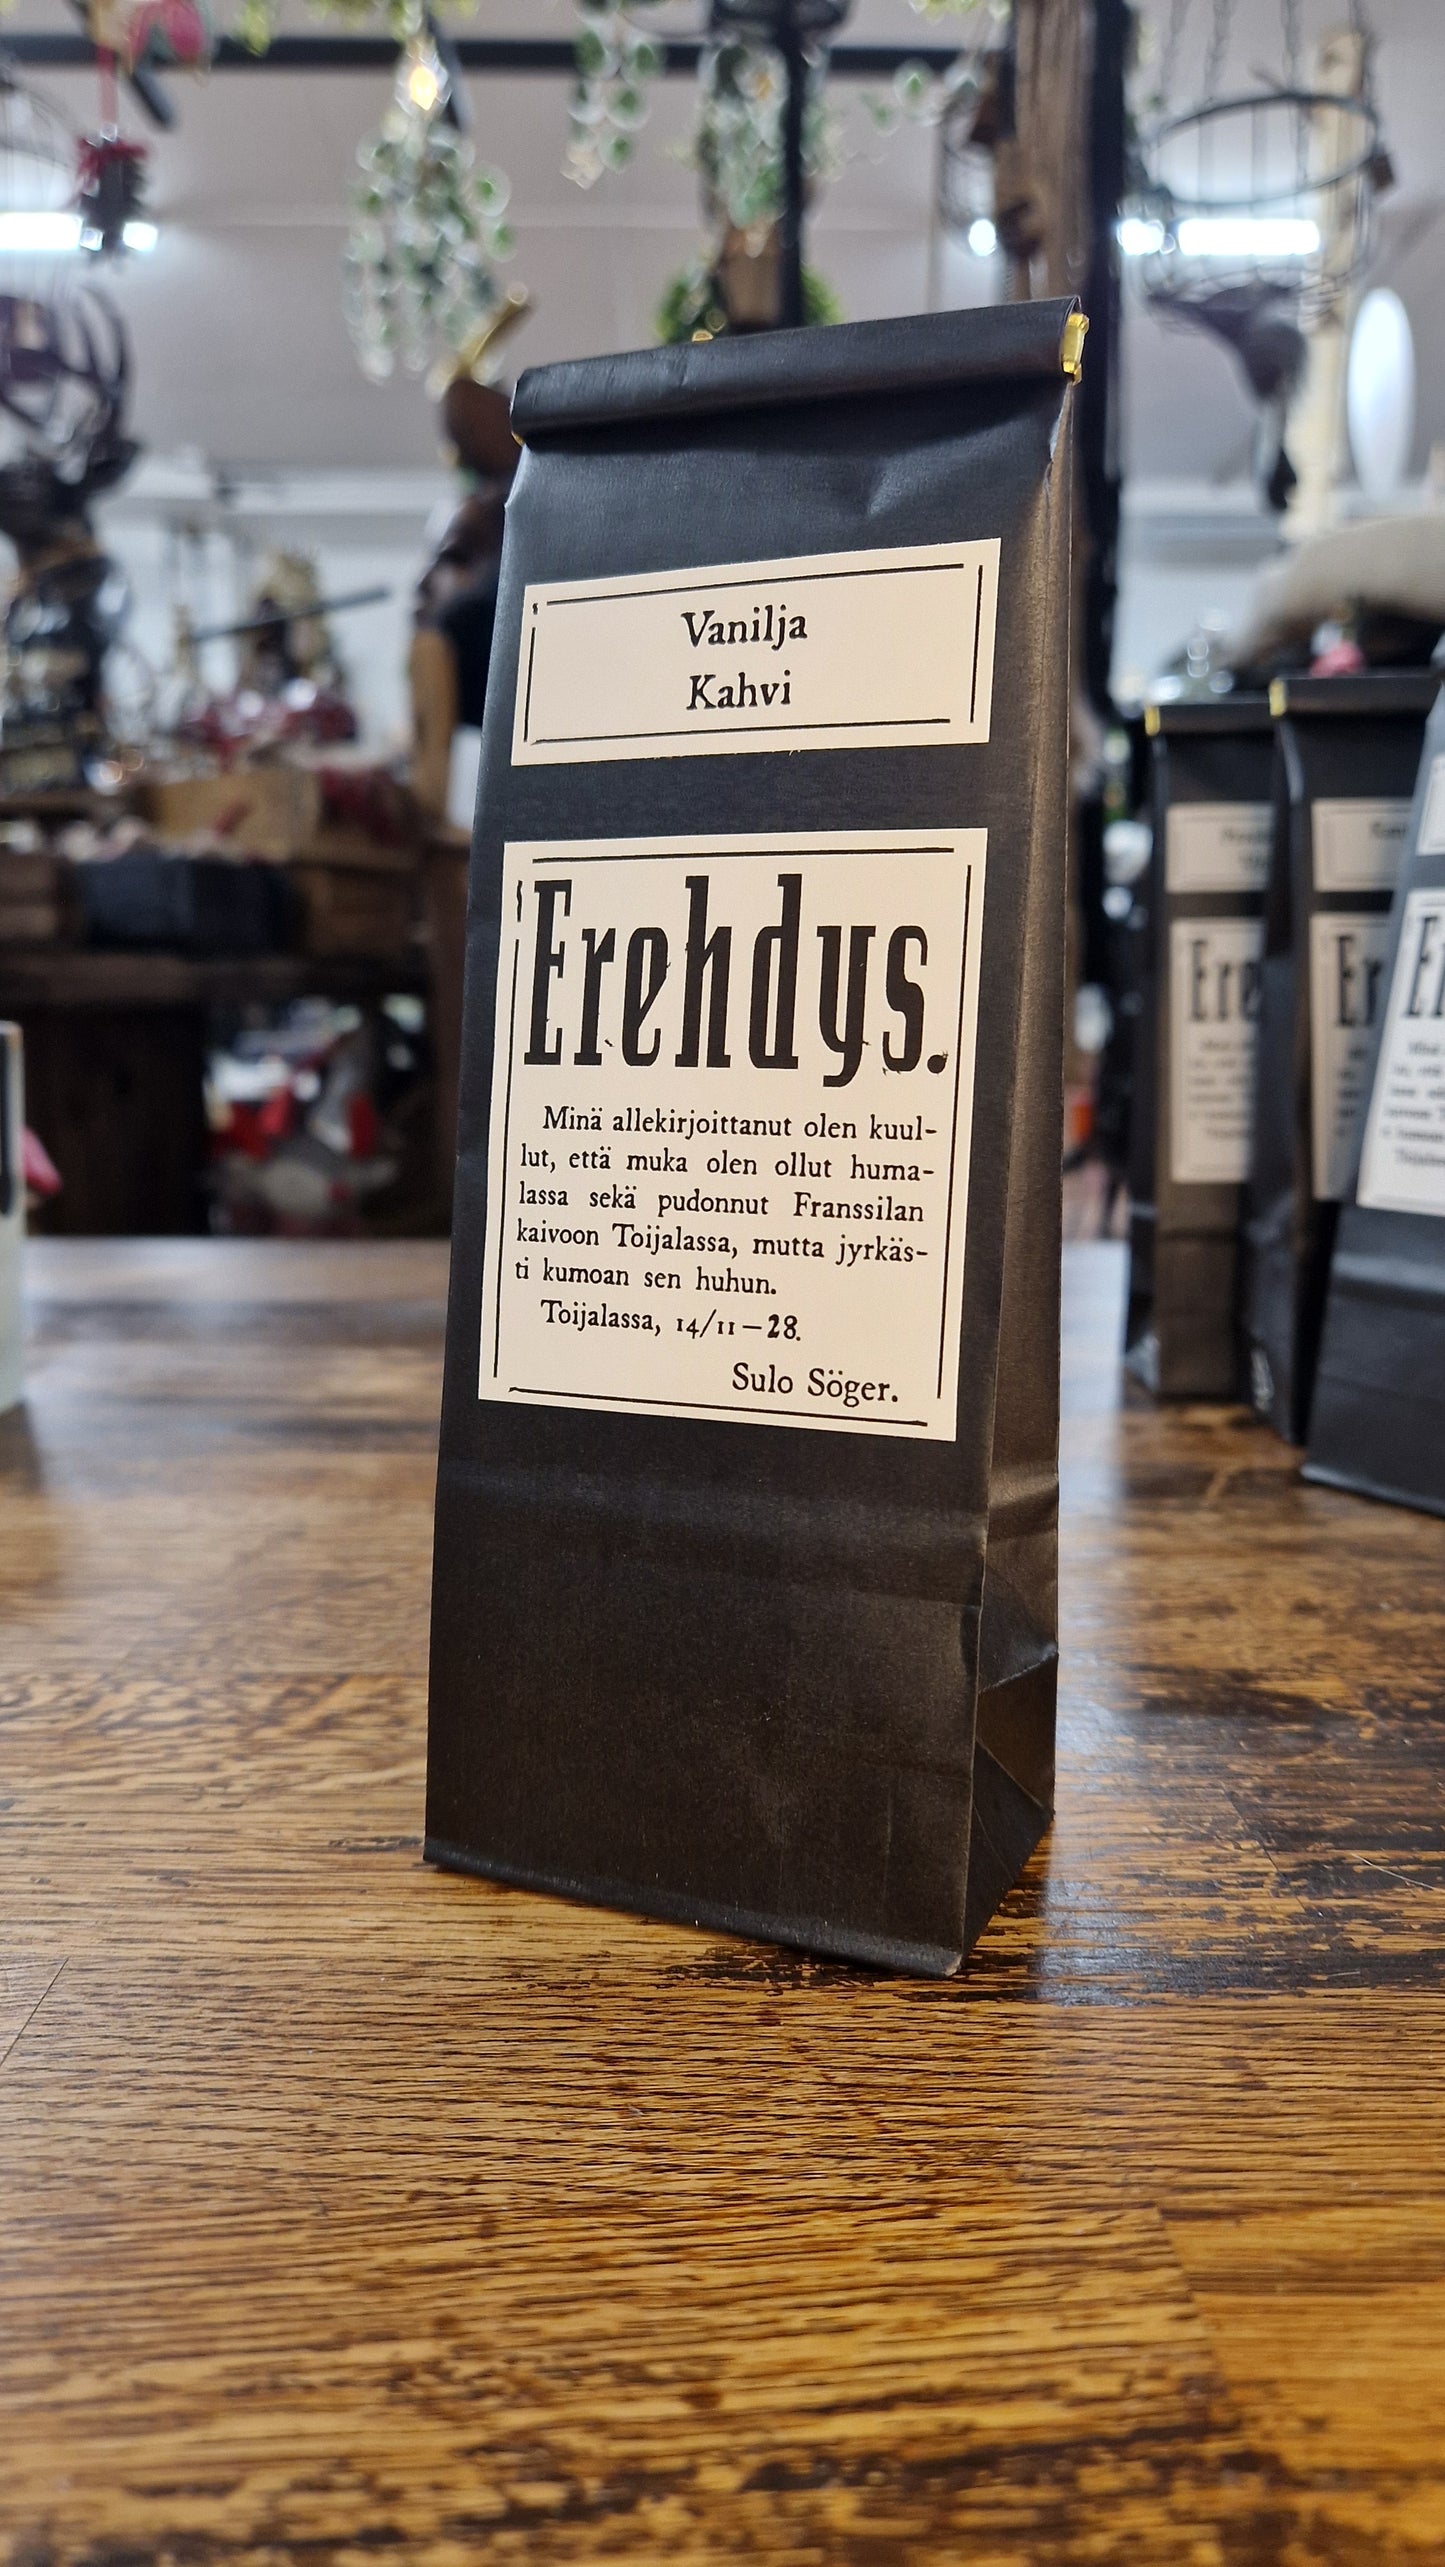 Vanilja
Kahvi
Erehdys.
Minä allekirjoittanut olen kuul-
lut, että muka olen ollut huma-
lassa sekä pudonnut Franssilan
kaivoon Toijalassa, mutta jyrkäs-
ti kumoan sen huhun.
Toijalassa, 14/11—28.
Sulo Söger.